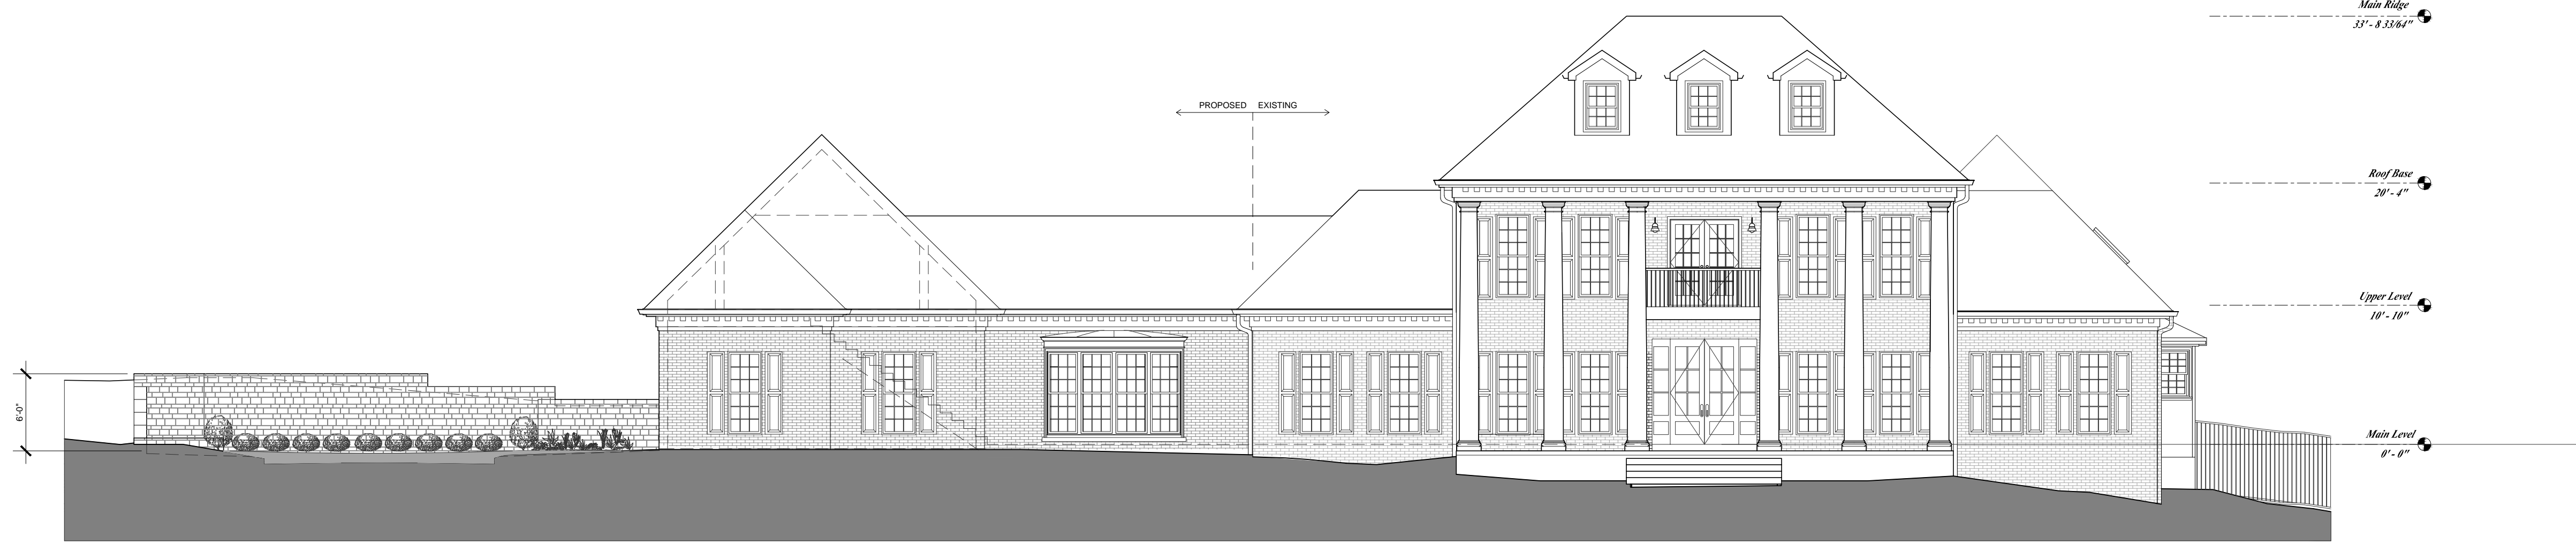 Main Ridge
33' - 8 33/64"
PROPOSED EXISTING
Roof Base
20' - 4"
Upper Level
10' - 10"
6'-0"
Main Level
0' - 0"